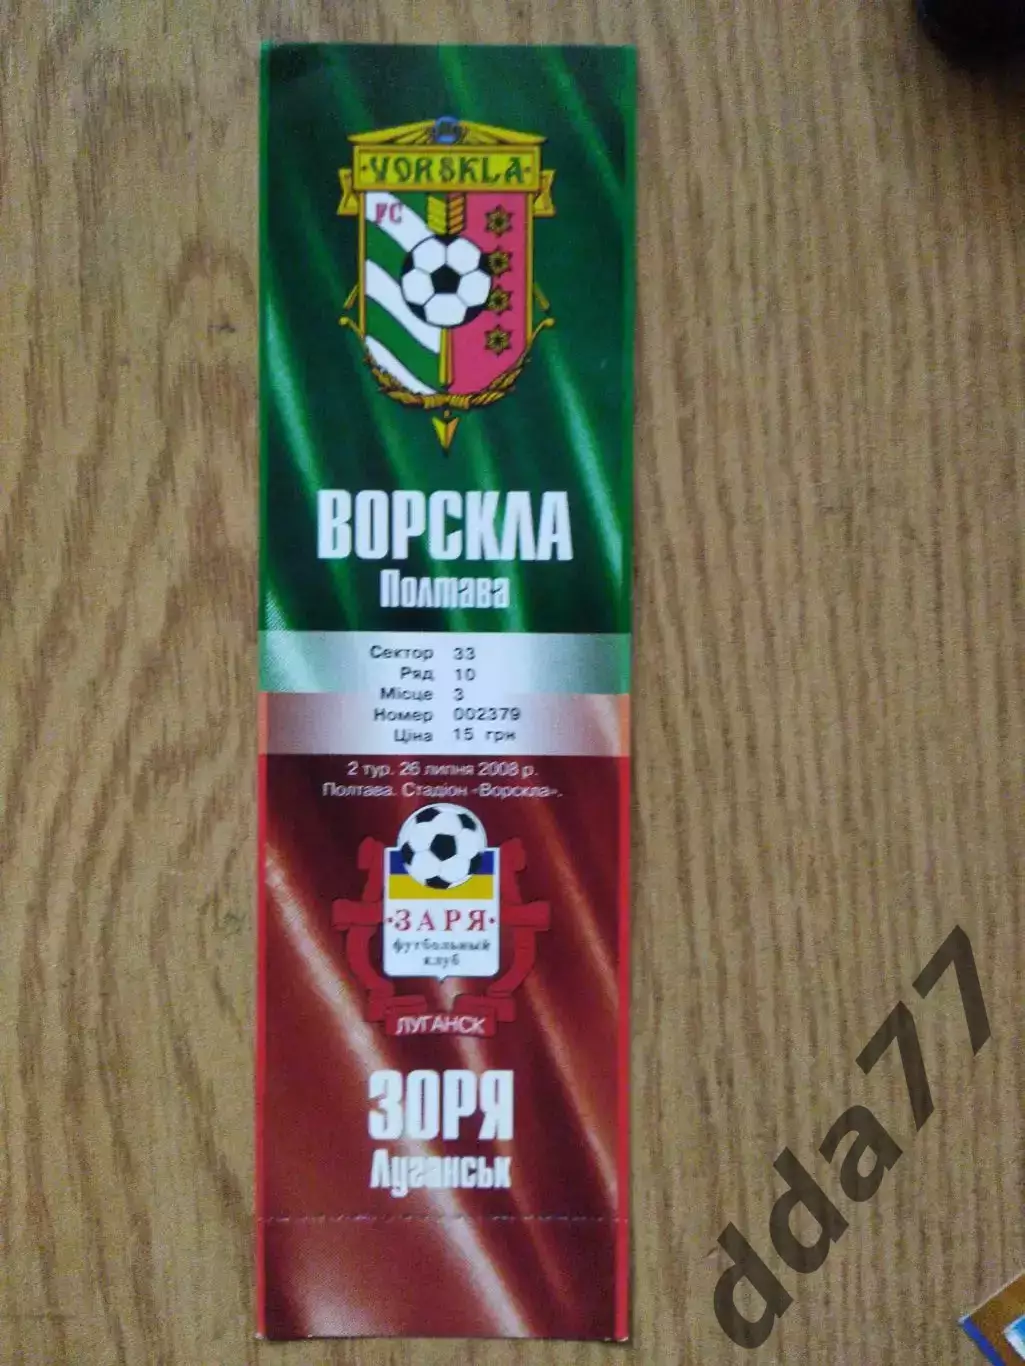 VORSKLA
FC
ВОРСКЛА
Полтава
Сектор 33
Ряд 10
Місце 3
Номер 002379
Ціна 15 грн
2 тур. 26 липня 2008 р.
Полтава. Стадіон «Ворскла».
·ЗАРЯ·
футбольный
клуб
ЛУГАНСК
ЗОРЯ
Луганськ
dda77